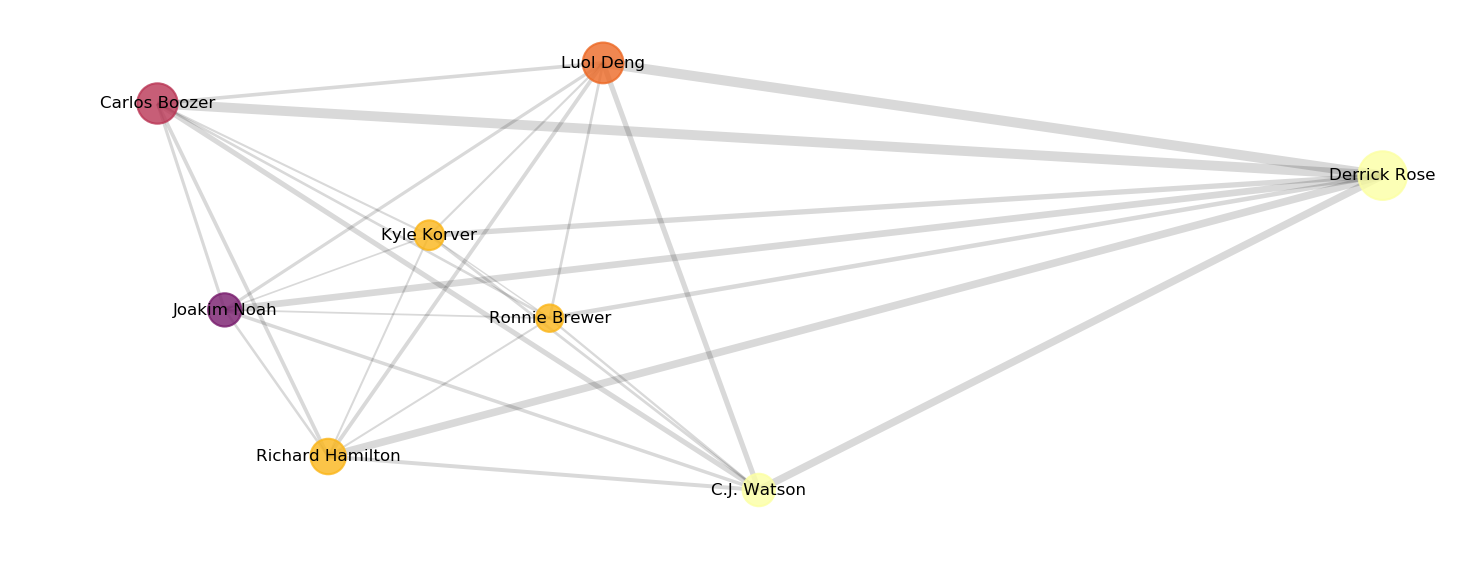 Luol Deng
Carlos Boozer
Derrick Rose
Kyle Korver
Joakim Noah
Ronnie Brewer
Richard Hamilton
C.J. Watson